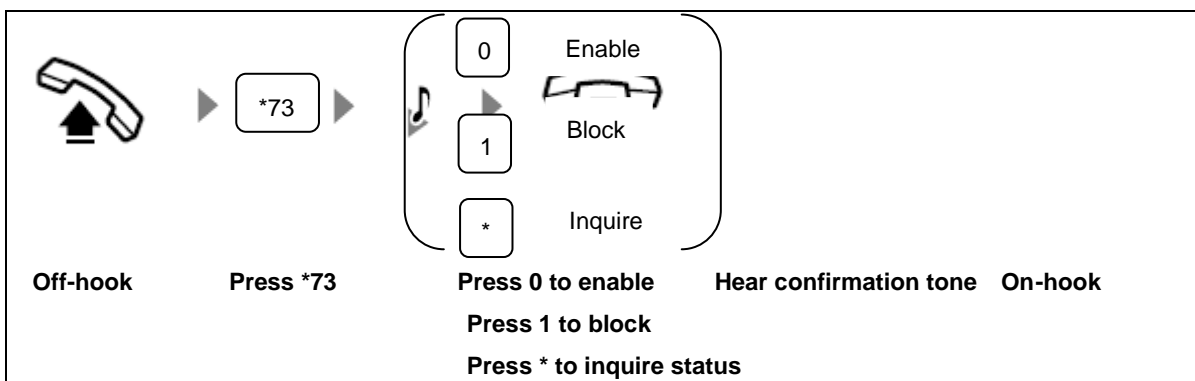 0 Enable
*73
1 Block
* Inquire
Off-hook Press *73 Press 0 to enable Hear confirmation tone On-hook
Press 1 to block
Press * to inquire status